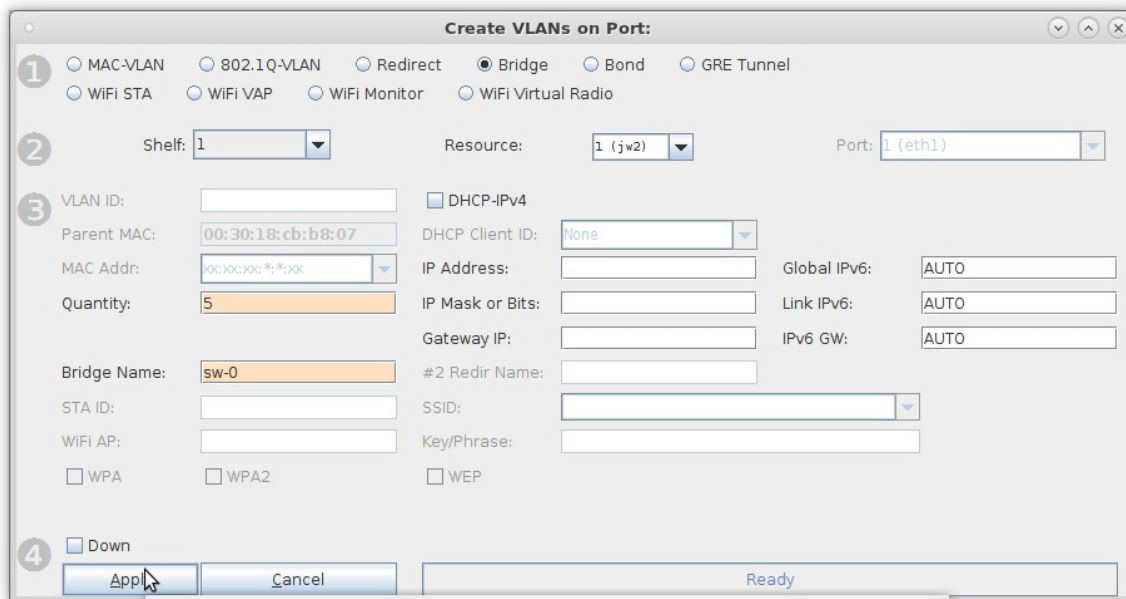 Create VLANs on Port:
1 MAC-VLAN 802.1Q-VLAN Redirect Bridge Bond GRE Tunnel
WiFi STA WiFi VAP WiFi Monitor WiFi Virtual Radio
2 Shelf: 1 Resource: 1 (jw2) Port: 1 (eth1)
3 VLAN ID: DHCP-IPv4
Parent MAC: 00:30:18:cb:b8:07 DHCP Client ID: None
MAC Addr: xx:xx:xx:*:*:xx IP Address: Global IPv6: AUTO
Quantity: 5 IP Mask or Bits: Link IPv6: AUTO
Gateway IP: IPv6 GW: AUTO
Bridge Name: sw-0 #2 Redir Name:
STA ID: SSID:
WiFi AP: Key/Phrase:
WPA WPA2 WEP
4 Down
Cancel Ready